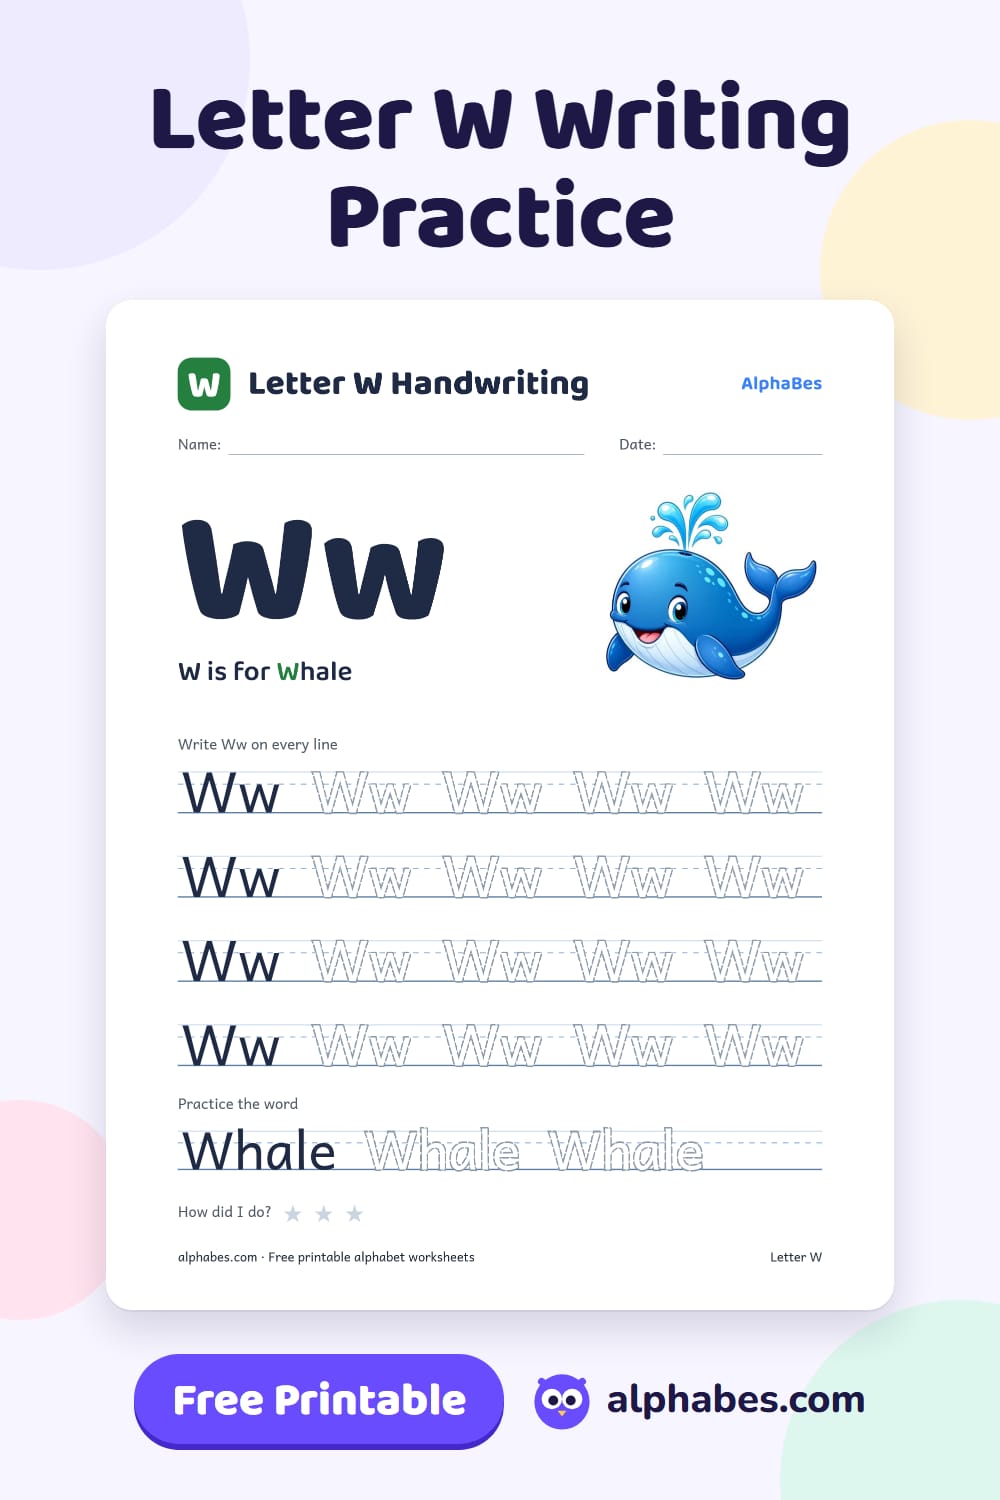 Letter W Writing
Practice
W Letter W Handwriting AlphaBes
Name: Date:
Ww
W is for Whale
Write Ww on every line
Ww Ww Ww Ww Ww
Ww Ww Ww Ww Ww
Ww Ww Ww Ww Ww
Ww Ww Ww Ww Ww
Practice the word
Whale Whale Whale
How did I do? ★ ★ ★
alphabes.com · Free printable alphabet worksheets Letter W
Free Printable alphabes.com